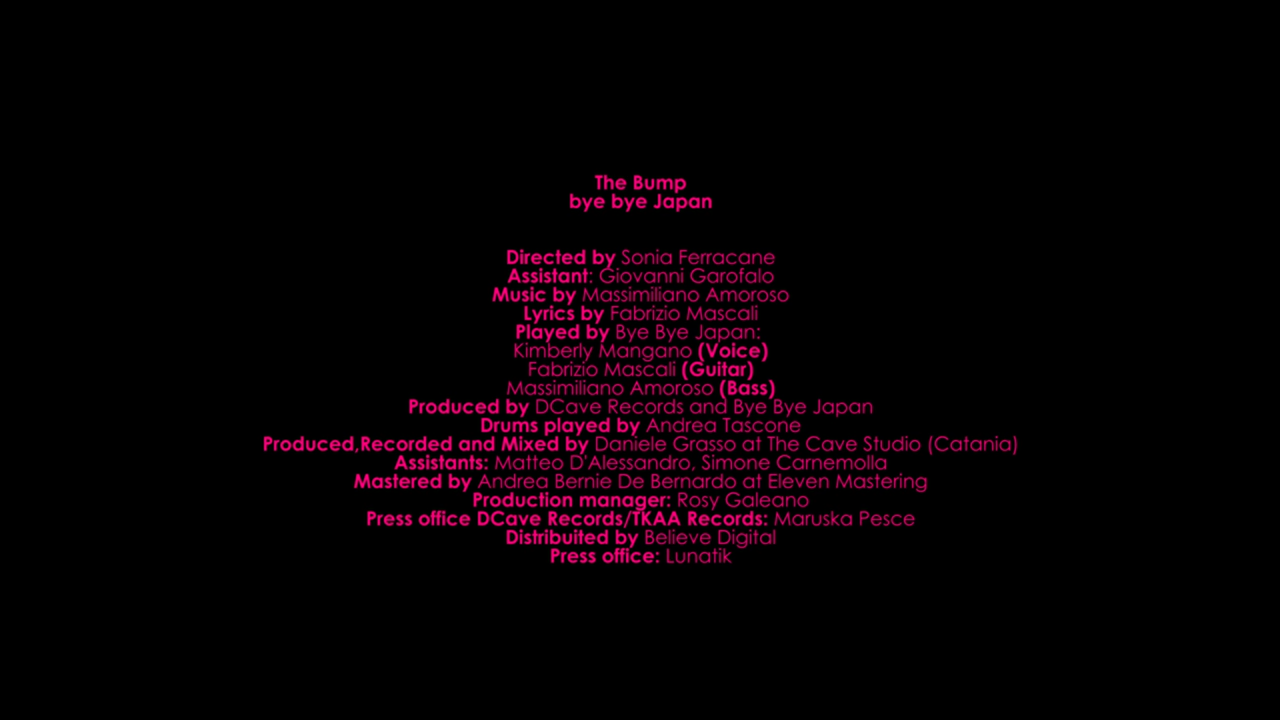 The Bump
bye bye Japan
Directed by Sonia Ferracane
Assistant: Giovanni Garofalo
Music by Massimiliano Amoroso
Lyrics by Fabrizio Mascali
Played by Bye Bye Japan:
Kimberly Mangano (Voice)
Fabrizio Mascali (Guitar)
Massimiliano Amoroso (Bass)
Produced by DCave Records and Bye Bye Japan
Drums played by Andrea Tascone
Produced,Recorded and Mixed by Daniele Grasso at The Cave Studio (Catania)
Assistants: Matteo D'Alessandro, Simone Carnemolla
Mastered by Andrea Bernie De Bernardo at Eleven Mastering
Production manager: Rosy Galeano
Press office DCave Records/TKAA Records: Maruska Pesce
Distribuited by Believe Digital
Press office: Lunatik